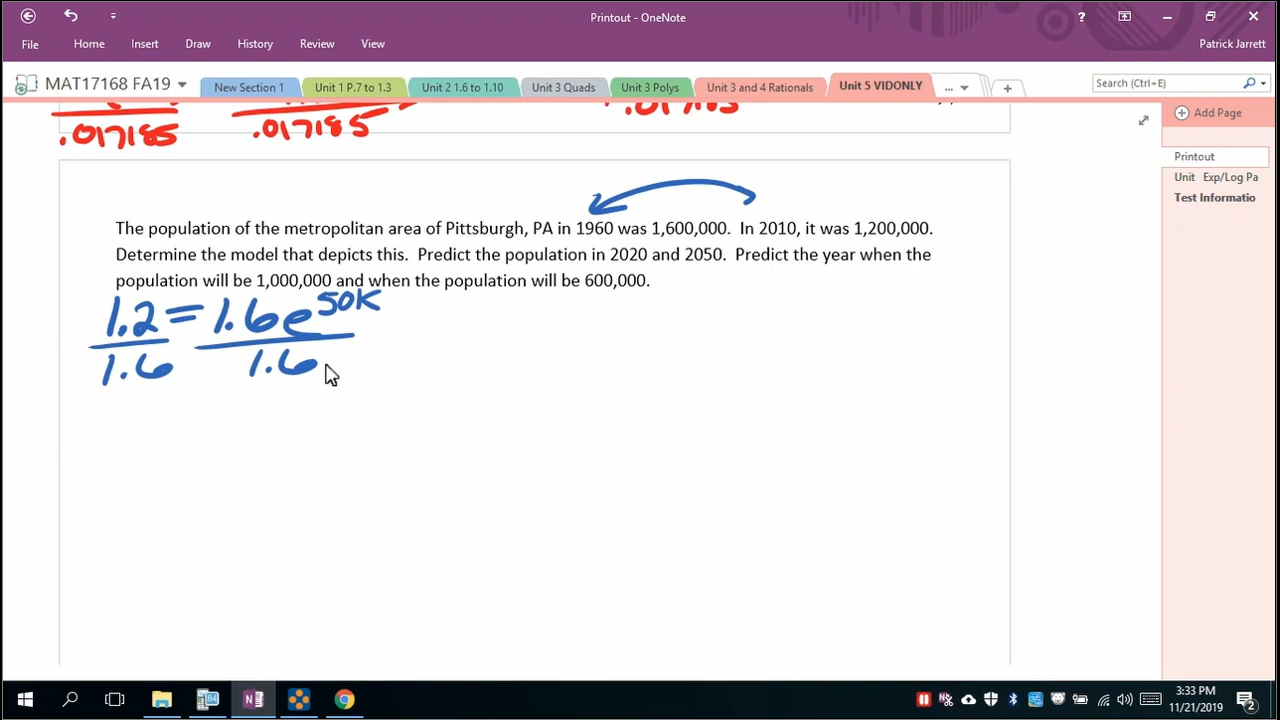 Printout - OneNote
?
File Home Insert Draw History Review View
Patrick Jarrett
MAT17168 FA19
New Section 1 Unit 1 P.7 to 1.3 Unit 2 1.6 to 1.10 Unit 3 Quads Unit 3 Polys Unit 3 and 4 Rationals Unit 5 VIDONLY ... +
Search (Ctrl+E)
Add Page
Printout
Unit Exp/Log Pa
Test Informatio
.017185 .017185 .017185
The population of the metropolitan area of Pittsburgh, PA in 1960 was 1,600,000. In 2010, it was 1,200,000.
Determine the model that depicts this. Predict the population in 2020 and 2050. Predict the year when the
population will be 1,000,000 and when the population will be 600,000.
1.2 = 1.6e^50K
1.6 1.6
3:33 PM
11/21/2019
2